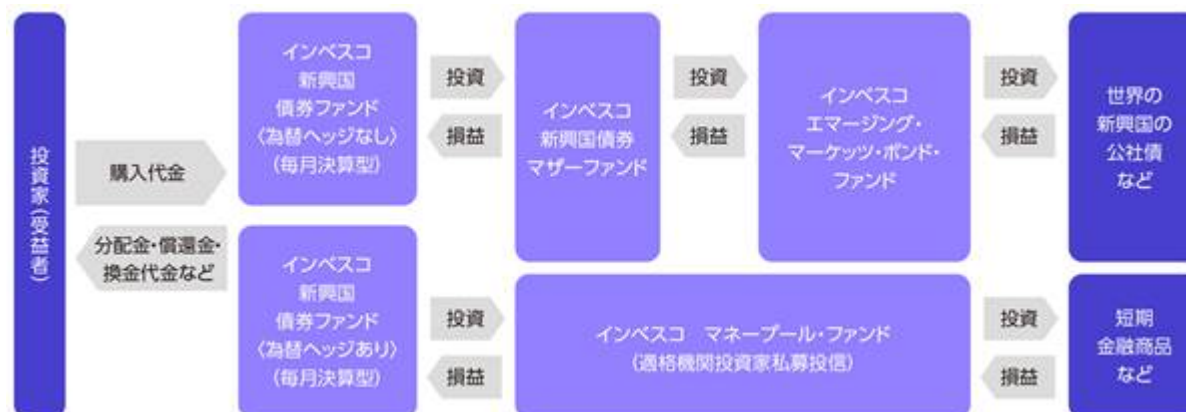 投資家(受益者)
購入代金
分配金・償還金・
換金代金など
インベスコ
新興国
債券ファンド
〈為替ヘッジなし〉
(毎月決算型)
インベスコ
新興国
債券ファンド
〈為替ヘッジあり〉
(毎月決算型)
投資
損益
インベスコ
新興国債券
マザーファンド
投資
損益
インベスコ
エマージング・
マーケッツ・ボンド・
ファンド
投資
損益
世界の
新興国の
公社債
など
投資
損益
インベスコ　マネープール・ファンド
(適格機関投資家私募投信)
投資
損益
短期
金融商品
など